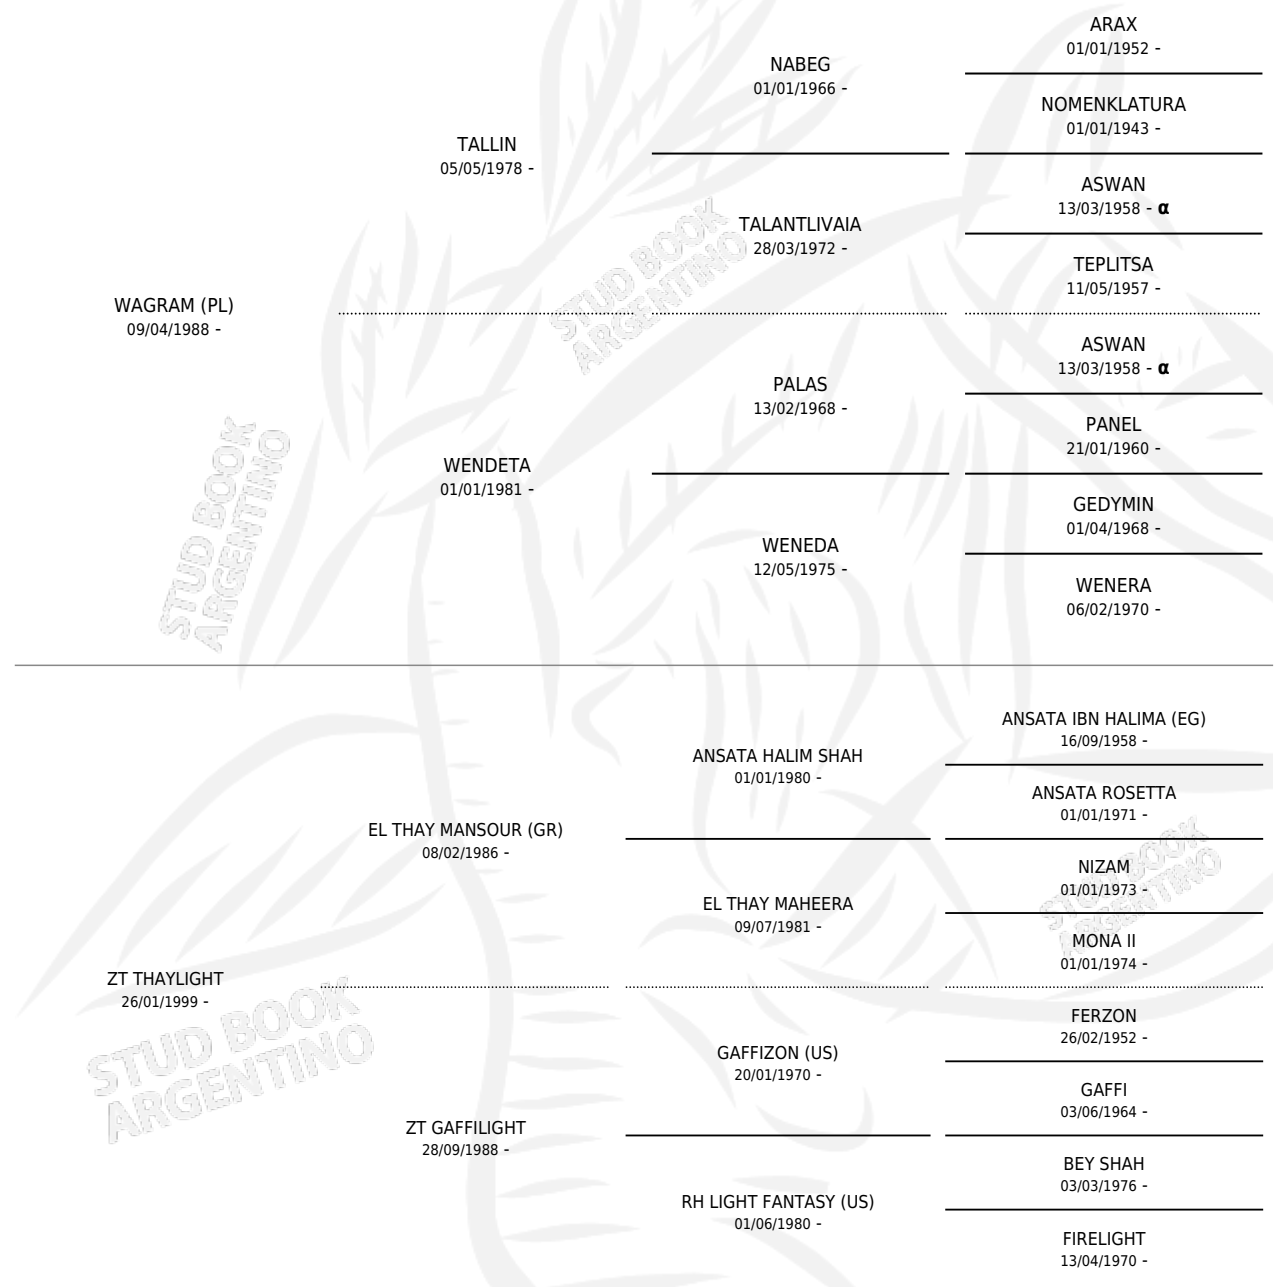 ARAX
01/01/1952 -
NABEG
01/01/1966 -
NOMENKLATURA
01/01/1943 -
TALLIN
05/05/1978 -
ASWAN
13/03/1958 - α
TALANTLIVAIA
28/03/1972 -
TEPLITSA
11/05/1957 -
WAGRAM (PL)
09/04/1988 -
ASWAN
13/03/1958 - α
PALAS
13/02/1968 -
PANEL
21/01/1960 -
WENDETA
01/01/1981 -
GEDYMIN
01/04/1968 -
WENEDA
12/05/1975 -
WENERA
06/02/1970 -
STUD BOOK
ARGENTINO
STUD BOOK
ARGENTINO
ANSATA IBN HALIMA (EG)
16/09/1958 -
ANSATA HALIM SHAH
01/01/1980 -
ANSATA ROSETTA
01/01/1971 -
EL THAY MANSOUR (GR)
08/02/1986 -
NIZAM
01/01/1973 -
EL THAY MAHEERA
09/07/1981 -
MONA II
01/01/1974 -
ZT THAYLIGHT
26/01/1999 -
FERZON
26/02/1952 -
GAFFIZON (US)
20/01/1970 -
GAFFI
03/06/1964 -
ZT GAFFILIGHT
28/09/1988 -
BEY SHAH
03/03/1976 -
RH LIGHT FANTASY (US)
01/06/1980 -
FIRELIGHT
13/04/1970 -
STUD BOOK
ARGENTINO
STUD BOOK
ARGENTINO